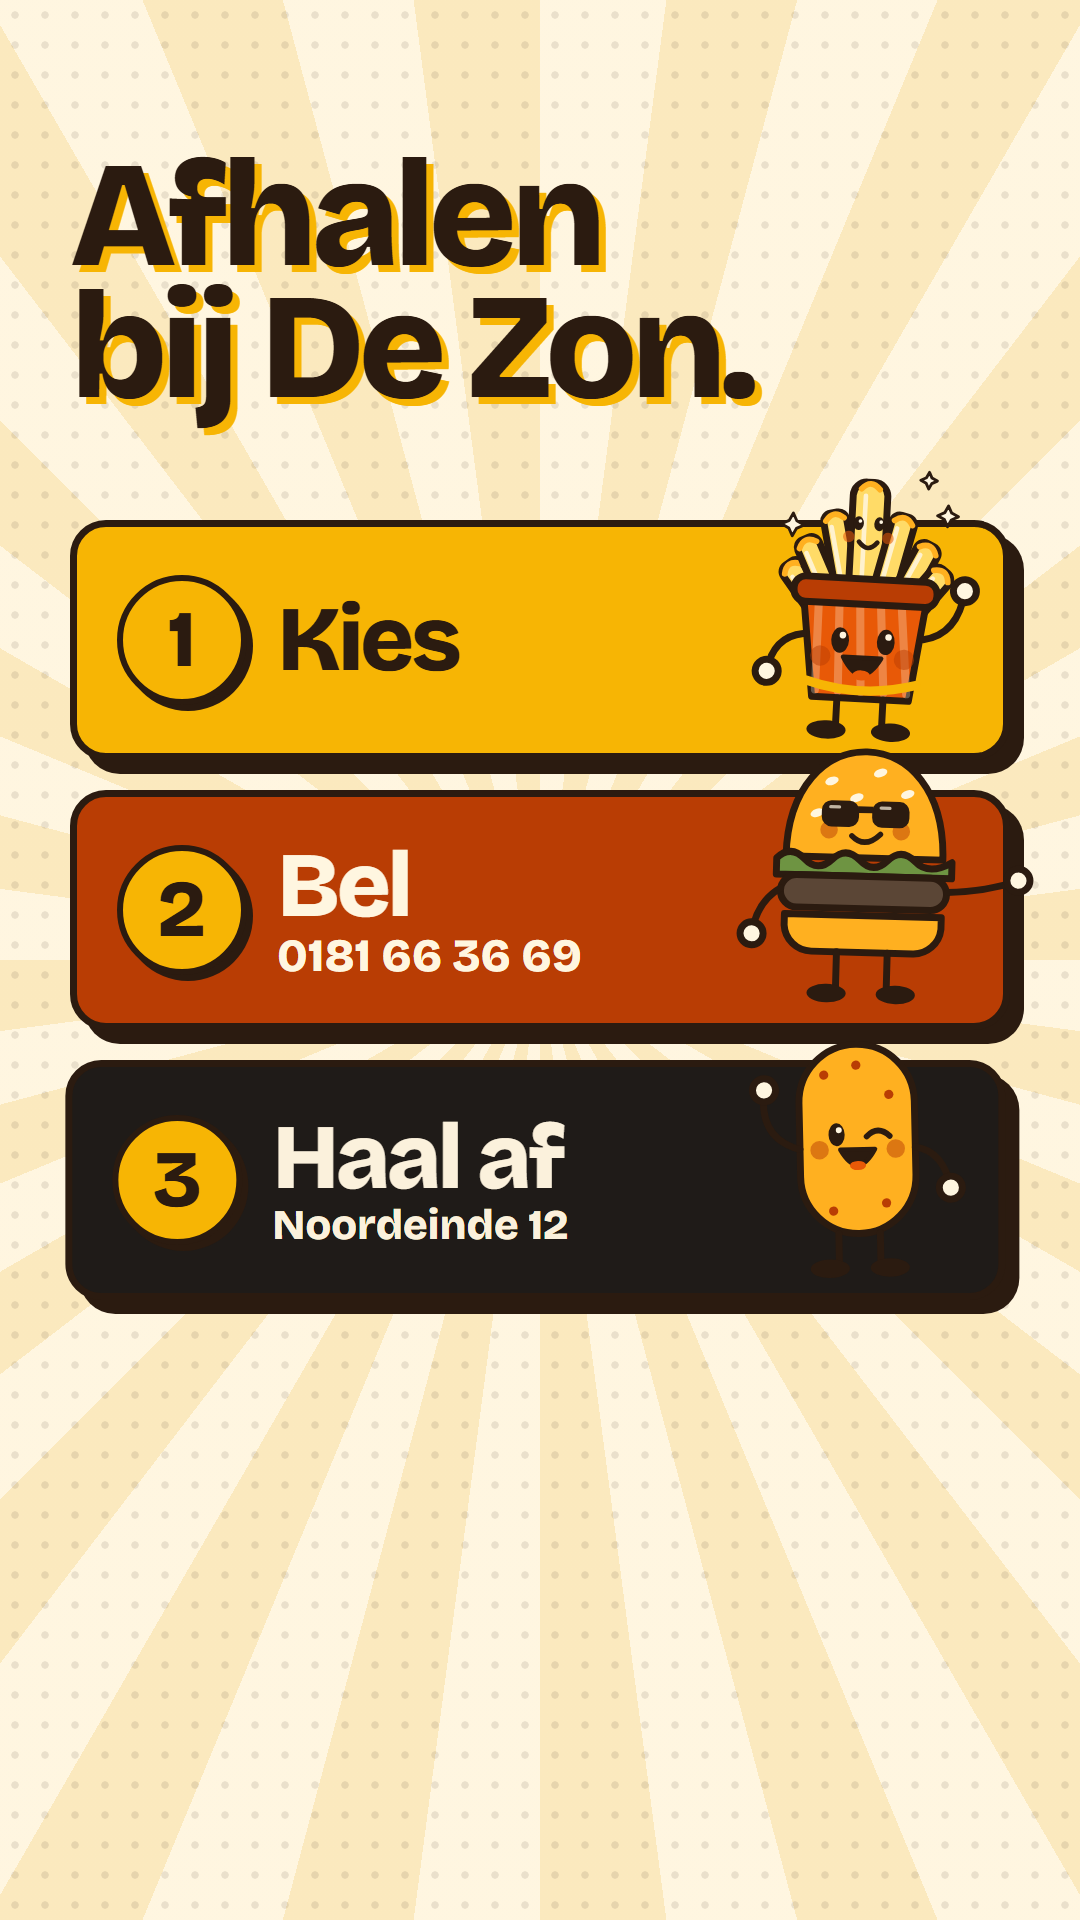 Afhalen
bij De Zon.
1
Kies
2
Bel
0181 66 36 69
3
Haal af
Noordeinde 12